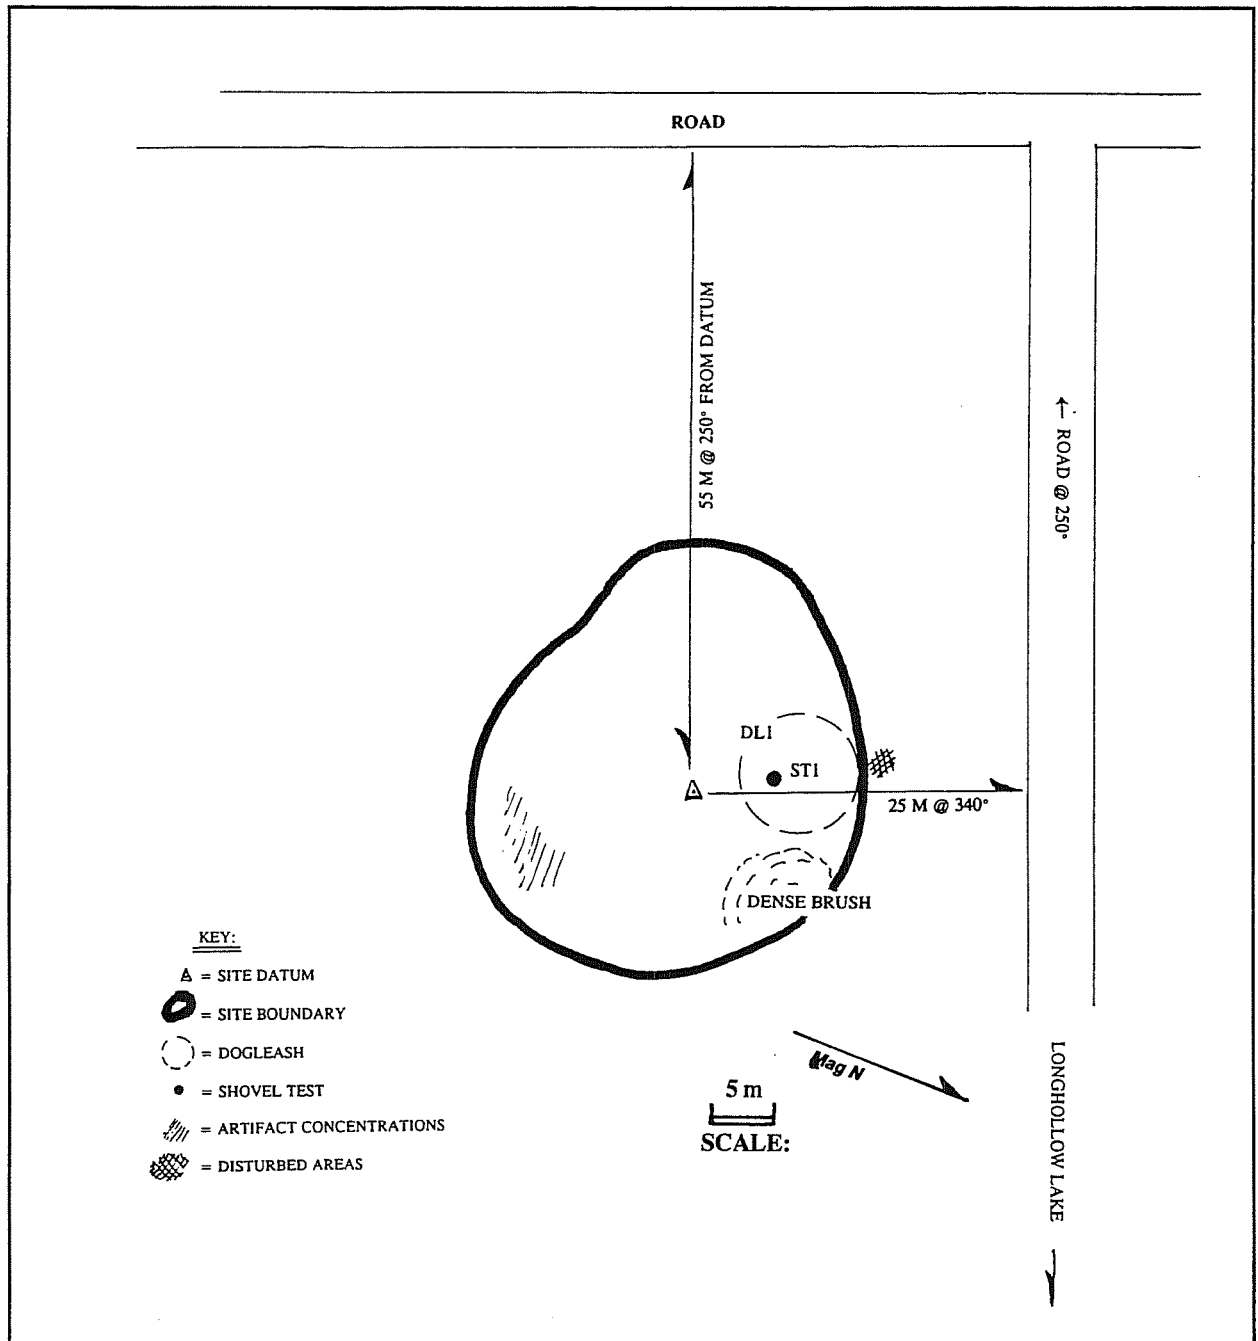 ROAD
55 M @ 250° FROM DATUM
← ROAD @ 250°
DL1
ST1
25 M @ 340°
DENSE BRUSH
KEY:
= SITE DATUM
= SITE BOUNDARY
= DOGLEASH
= SHOVEL TEST
= ARTIFACT CONCENTRATIONS
= DISTURBED AREAS
Mag N
5 m
SCALE:
LONGHOLLOW LAKE